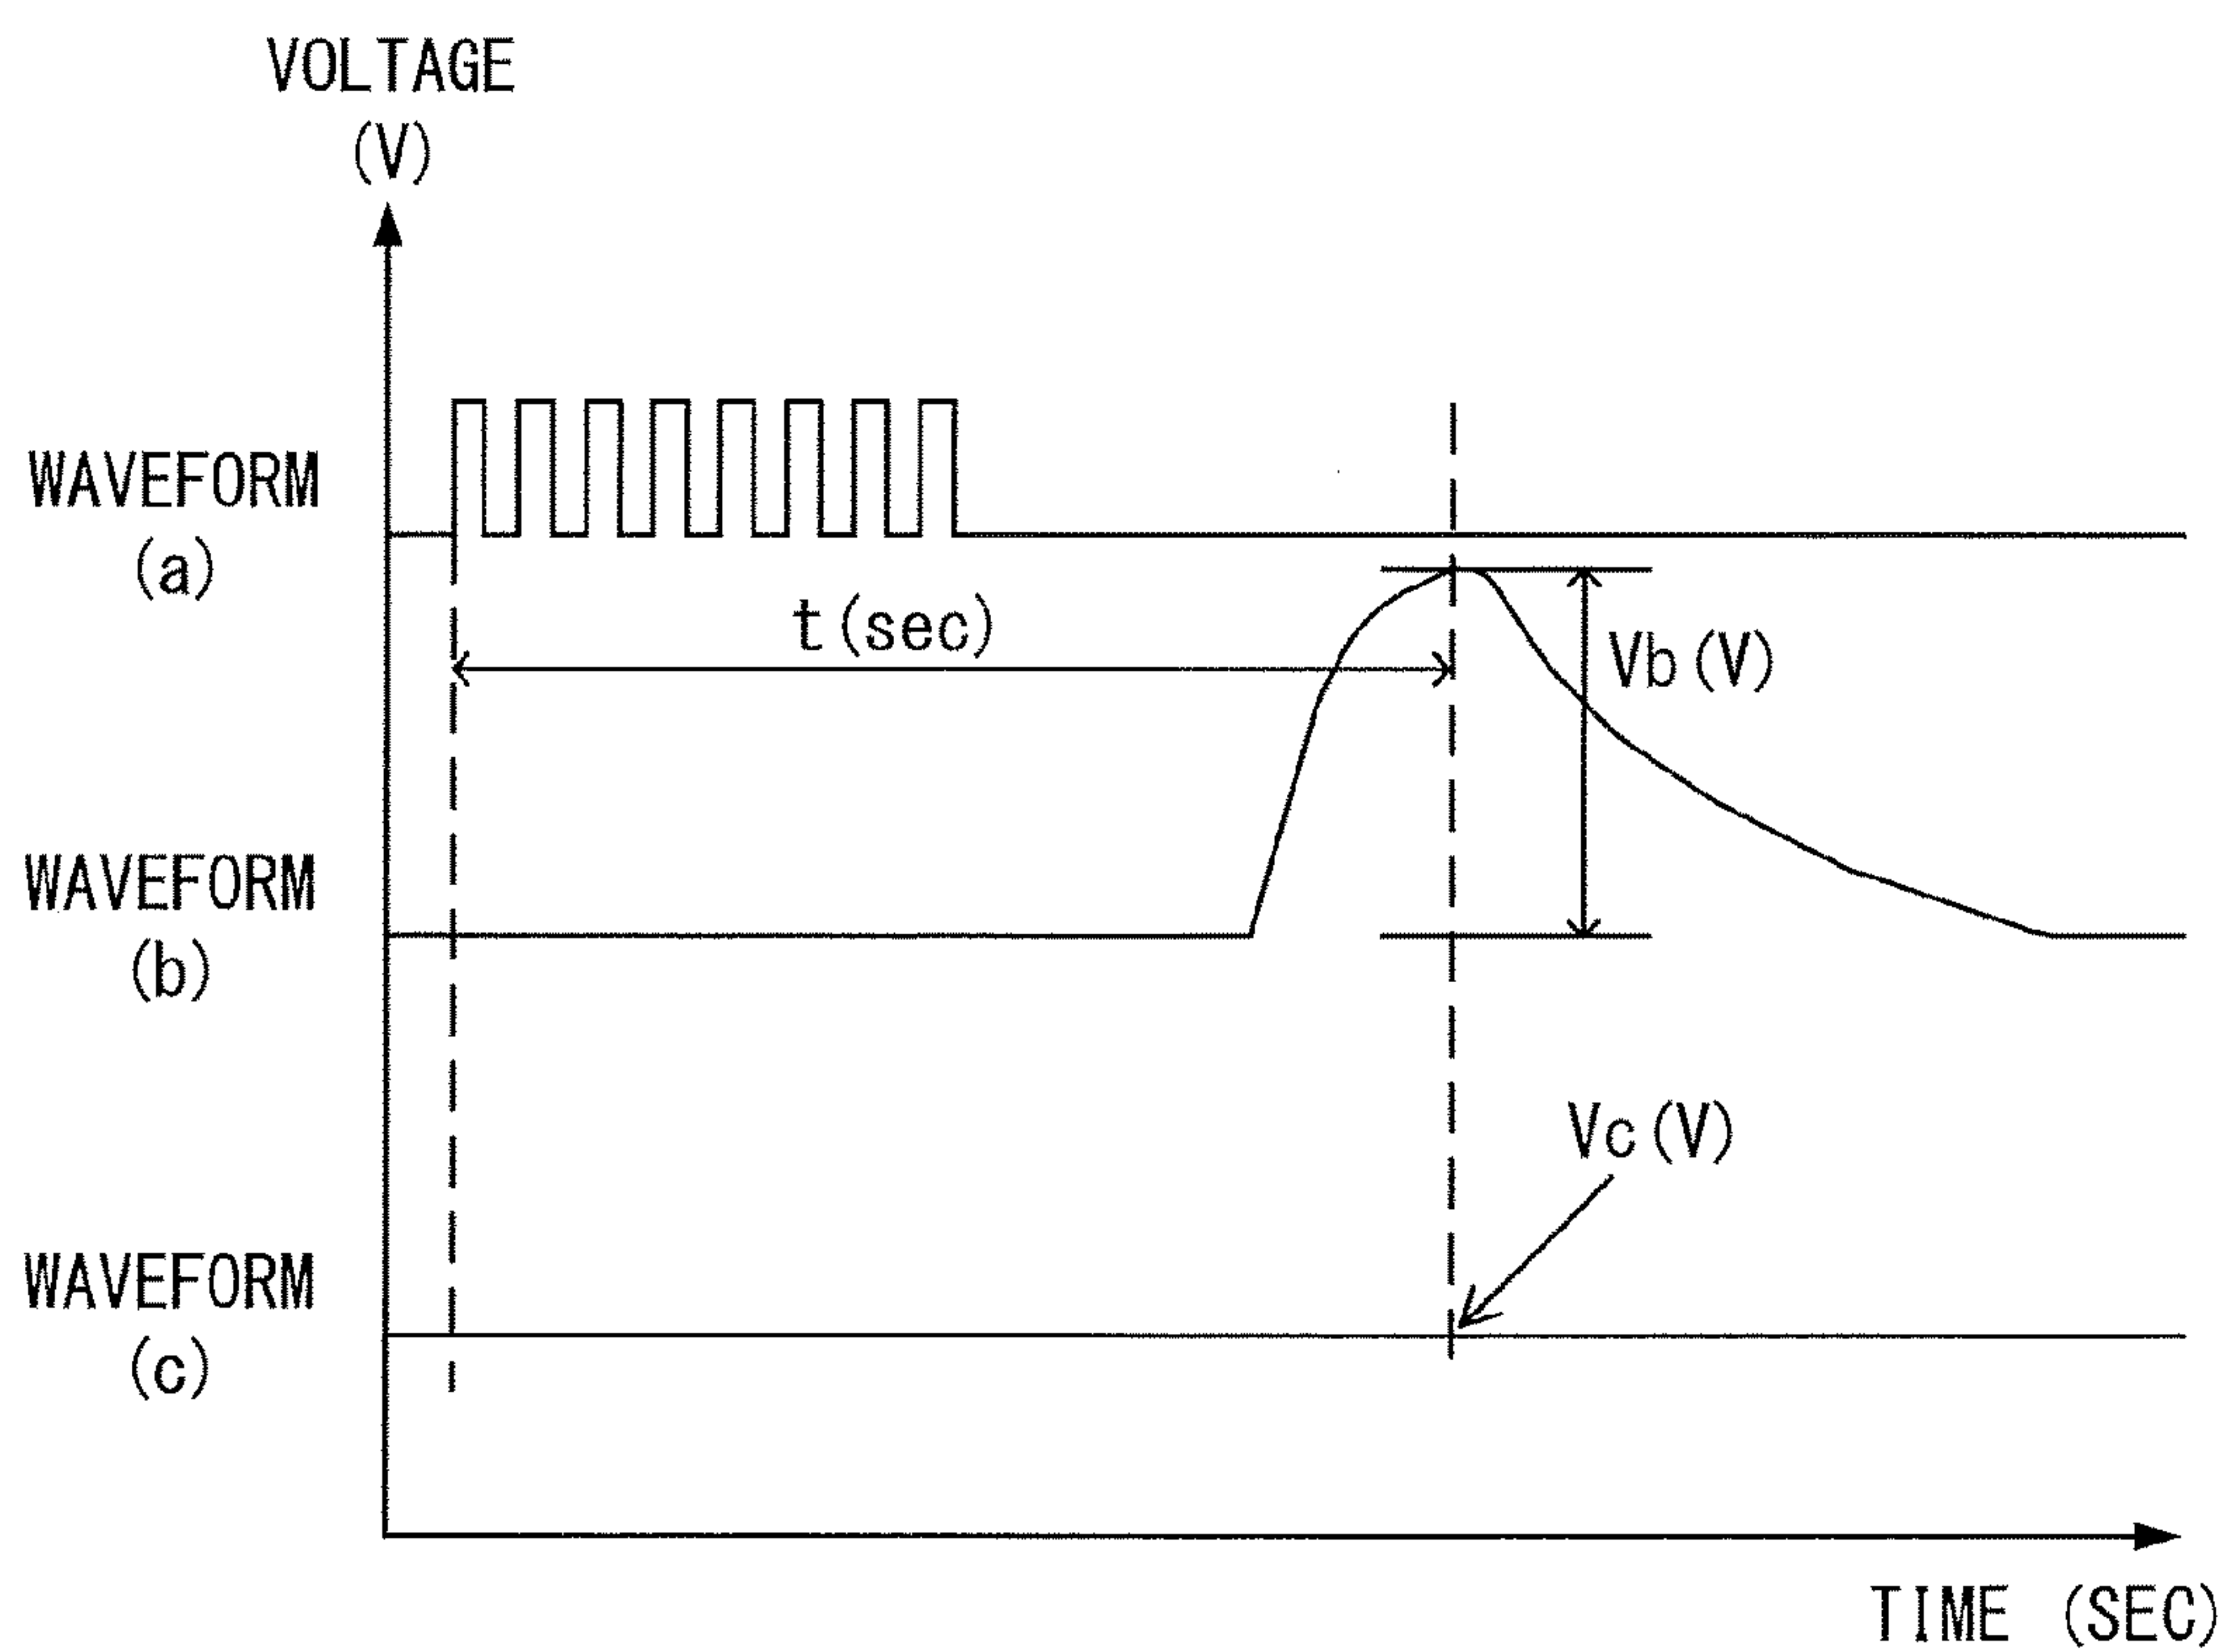 VOLTAGE
(V)
WAVEFORM
(a)
t(sec)
Vb(V)
WAVEFORM
(b)
Vc(V)
WAVEFORM
(c)
TIME (SEC)